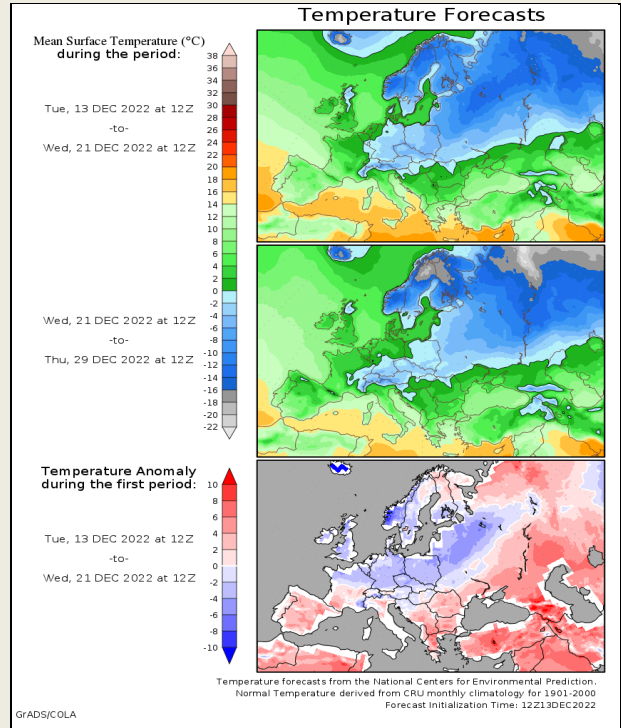 Temperature Forecasts
Mean Surface Temperature (°C)
during the period:
Tue, 13 DEC 2022 at 12Z
-to-
Wed, 21 DEC 2022 at 12Z
38
36
34
32
30
28
26
24
22
20
18
16
14
12
10
8
6
4
2
0
-2
-4
-6
-8
-10
-12
-14
-16
-18
-20
-22
Wed, 21 DEC 2022 at 12Z
-to-
Thu, 29 DEC 2022 at 12Z
Temperature Anomaly
during the first period:
Tue, 13 DEC 2022 at 12Z
-to-
Wed, 21 DEC 2022 at 12Z
10
8
6
4
2
0
-2
-4
-6
-8
-10
Temperature forecasts from the National Centers for Environmental Prediction.
Normal Temperature derived from CRU monthly climatology for 1901-2000
Forecast Initialization Time: 12Z13DEC2022
GrADS/COLA